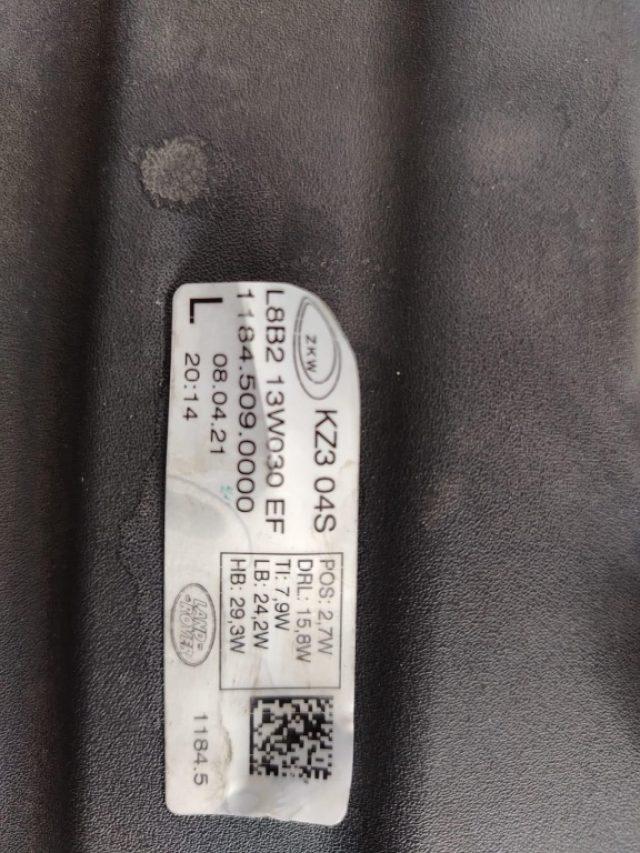 ZKW
KZ3 04S
L8B2 13W030 EF
1184.509.0000
L
08.04.21
20:14
POS: 2,7W
DRL: 15,8W
TI: 7,9W
LB: 24,2W
HB: 29,3W
LAND-
ROVER
1184.5